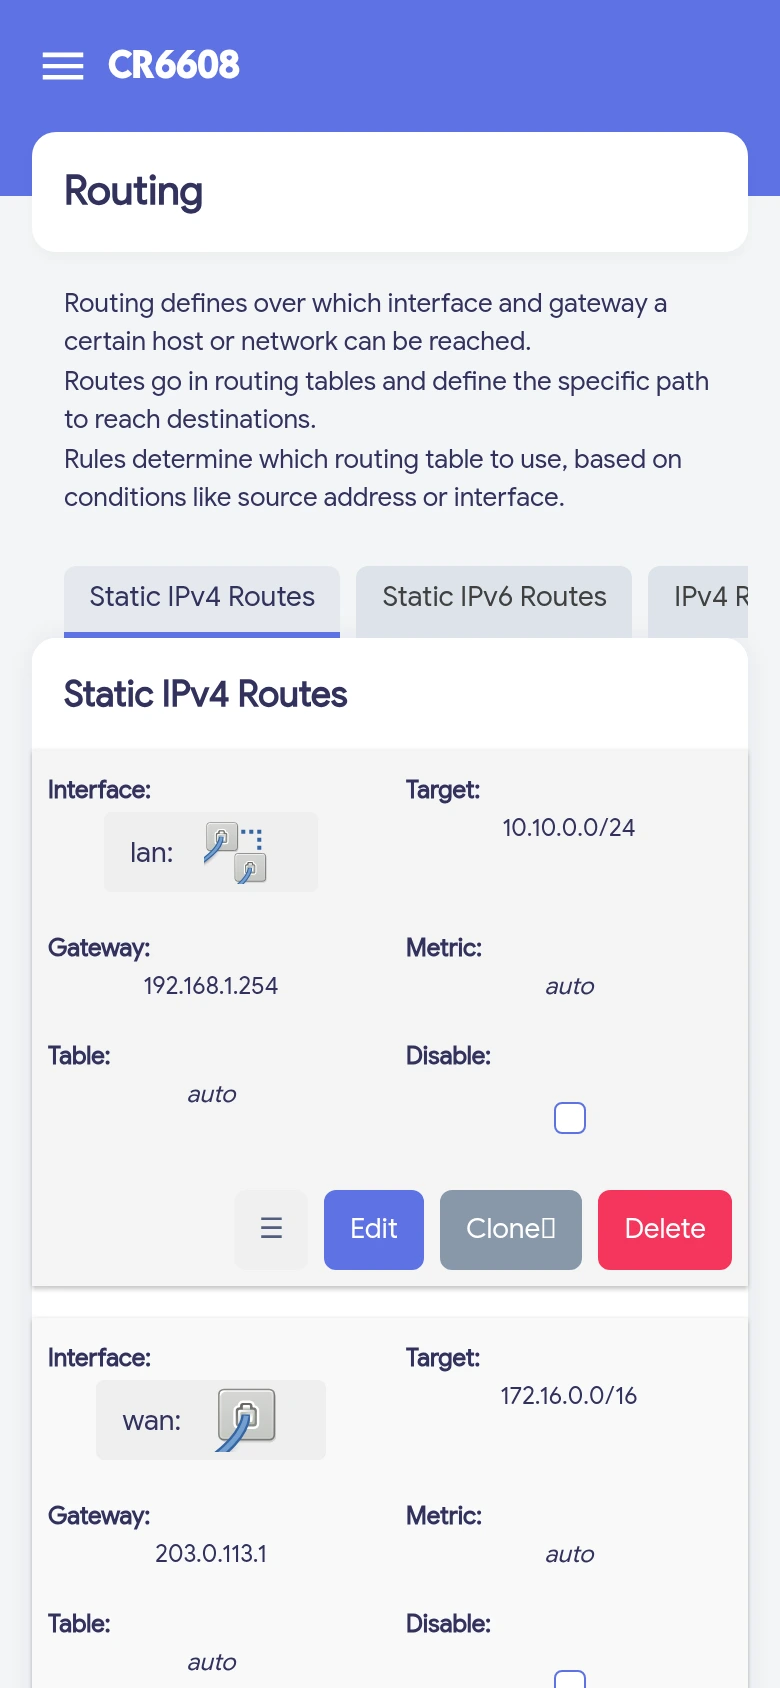 CR6608
Routing
Routing defines over which interface and gateway a
certain host or network can be reached.
Routes go in routing tables and define the specific path
to reach destinations.
Rules determine which routing table to use, based on
conditions like source address or interface.
Static IPv4 Routes Static IPv6 Routes IPv4 R
Static IPv4 Routes
Interface: Target:
lan: 10.10.0.0/24
Gateway: Metric:
192.168.1.254 auto
Table: Disable:
auto
☰ Edit Clone Delete
Interface: Target:
wan: 172.16.0.0/16
Gateway: Metric:
203.0.113.1 auto
Table: Disable:
auto